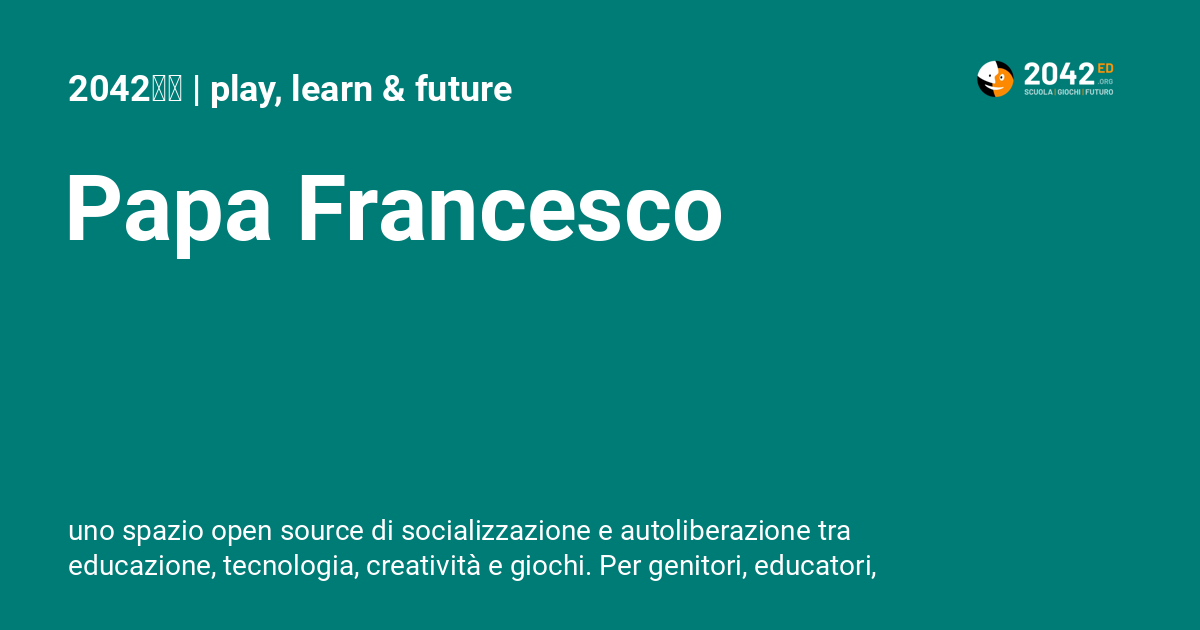 2042 | play, learn & future
2042 ED
.ORG
SCUOLA | GIOCHI | FUTURO
Papa Francesco
uno spazio open source di socializzazione e autoliberazione tra
educazione, tecnologia, creatività e giochi. Per genitori, educatori,